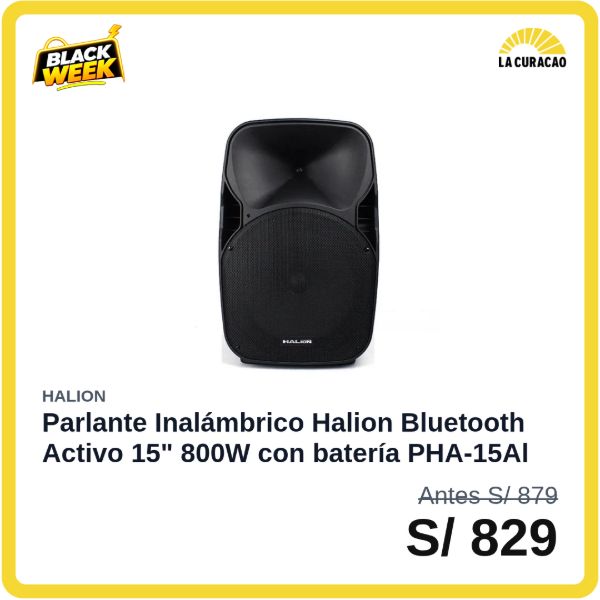 BLACK
WEEK
LA CURACAO
HALION
HALION
Parlante Inalámbrico Halion Bluetooth
Activo 15" 800W con batería PHA-15Al
Antes S/ 879
S/ 829